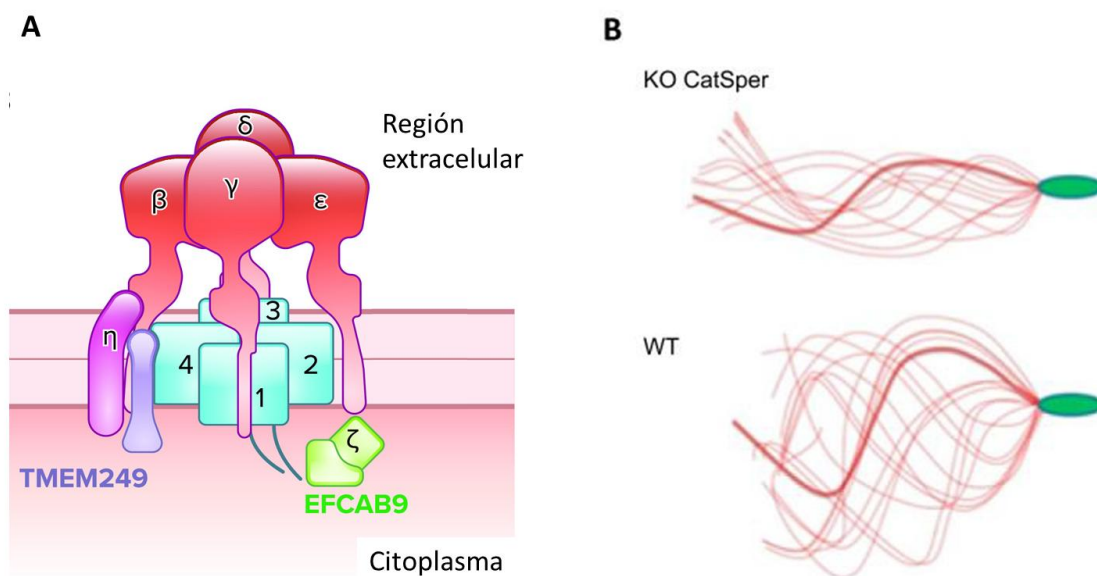 A
δ
Región
extracelular
β
γ
ε
η
3
4
2
1
ζ
TMEM249
EFCAB9
Citoplasma
B
KO CatSper
WT